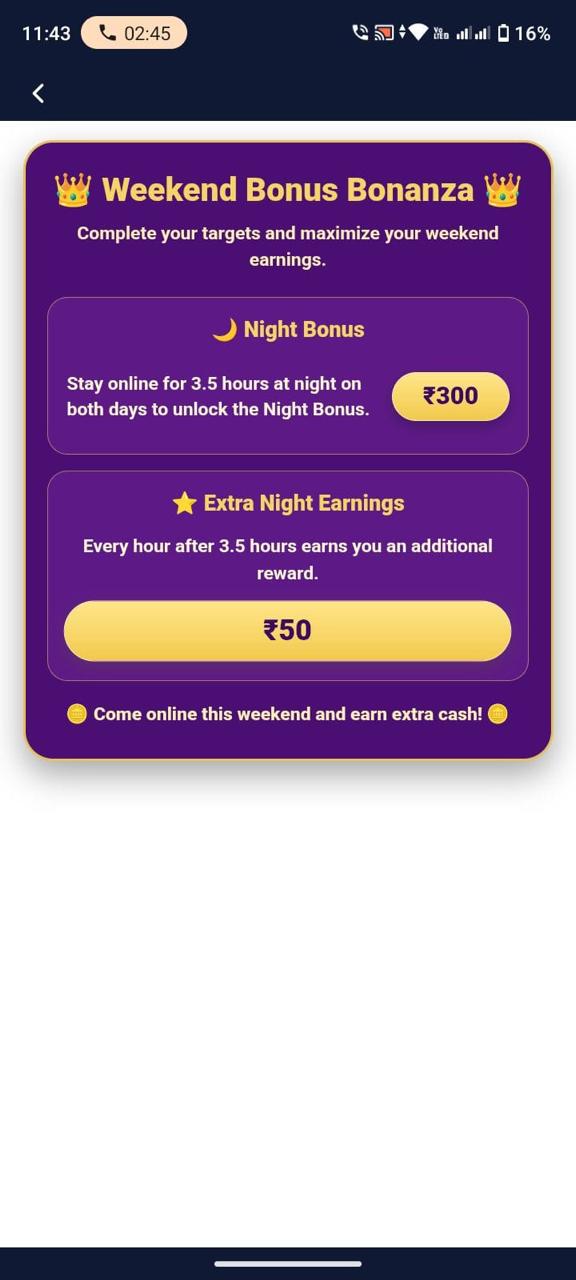 11:43 02:45 16%
👑 Weekend Bonus Bonanza 👑
Complete your targets and maximize your weekend
earnings.
🌙 Night Bonus
Stay online for 3.5 hours at night on
both days to unlock the Night Bonus.
₹300
⭐ Extra Night Earnings
Every hour after 3.5 hours earns you an additional
reward.
₹50
🪙 Come online this weekend and earn extra cash! 🪙